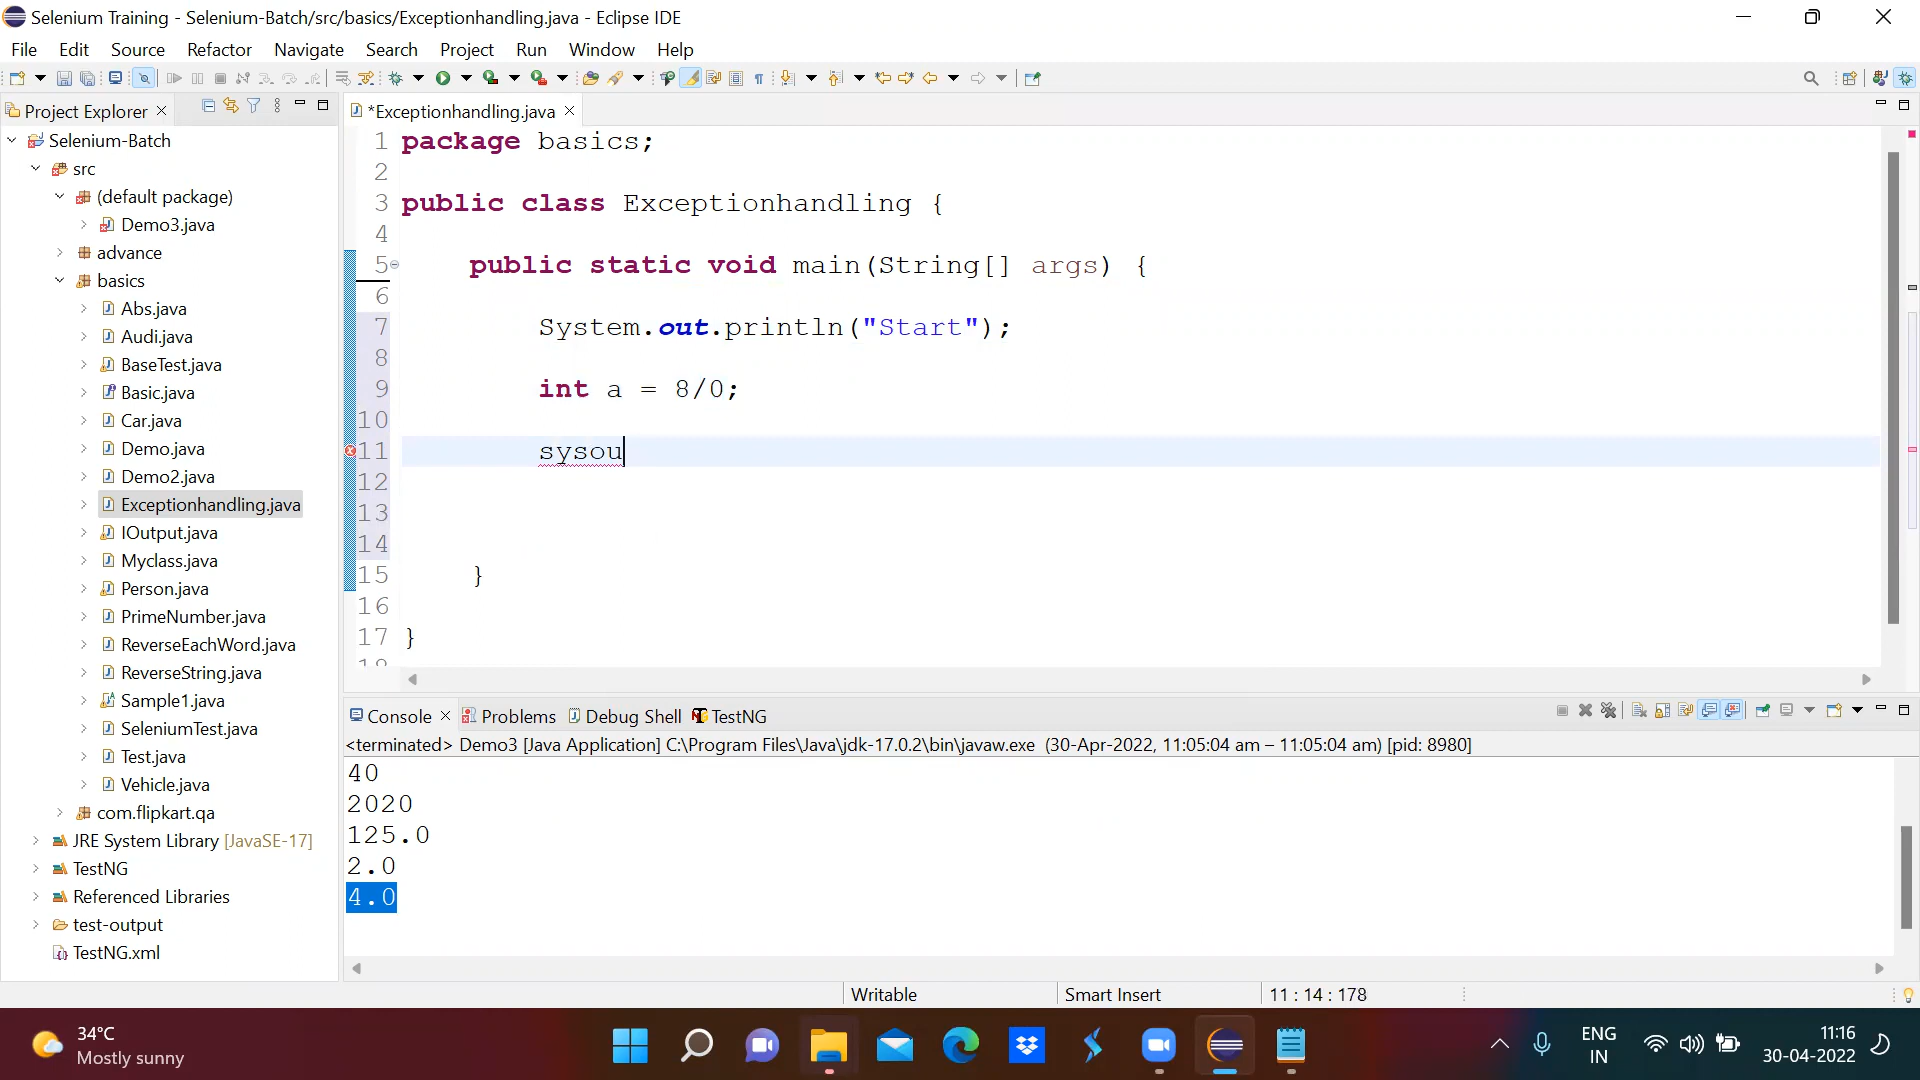 Selenium Training - Selenium-Batch/src/basics/Exceptionhandling.java - Eclipse IDE
File Edit Source Refactor Navigate Search Project Run Window Help
Project Explorer
*Exceptionhandling.java
Selenium-Batch
src
(default package)
Demo3.java
advance
basics
Abs.java
Audi.java
BaseTest.java
Basic.java
Car.java
Demo.java
Demo2.java
Exceptionhandling.java
IOutput.java
Myclass.java
Person.java
PrimeNumber.java
ReverseEachWord.java
ReverseString.java
Sample1.java
SeleniumTest.java
Test.java
Vehicle.java
com.flipkart.qa
JRE System Library [JavaSE-17]
TestNG
Referenced Libraries
test-output
TestNG.xml
1 package basics;
2
3 public class Exceptionhandling {
4
5 public static void main(String[] args) {
6
7 System.out.println("Start");
8
9 int a = 8/0;
10
11 sysou
12
13
14
15 }
16
17 }
18
Console Problems Debug Shell TestNG
<terminated> Demo3 [Java Application] C:\Program Files\Java\jdk-17.0.2\bin\javaw.exe (30-Apr-2022, 11:05:04 am – 11:05:04 am) [pid: 8980]
40
2020
125.0
2.0
4.0
Writable Smart Insert 11 : 14 : 178
34°C
Mostly sunny
ENG
IN
11:16
30-04-2022